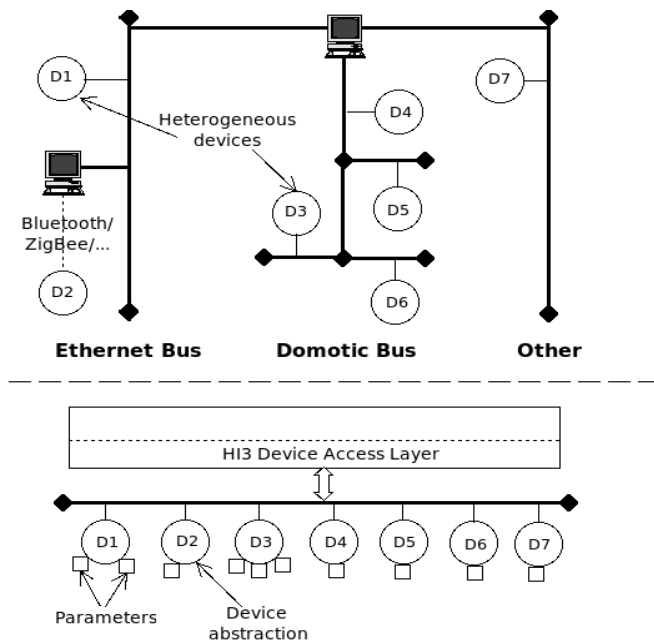 D1
D7
D4
Heterogeneous
devices
D3
D5
Bluetooth/
ZigBee/...
D2
D6
Ethernet Bus
Domotic Bus
Other
HI3 Device Access Layer
D1 D2 D3 D4 D5 D6 D7
Parameters
Device
abstraction